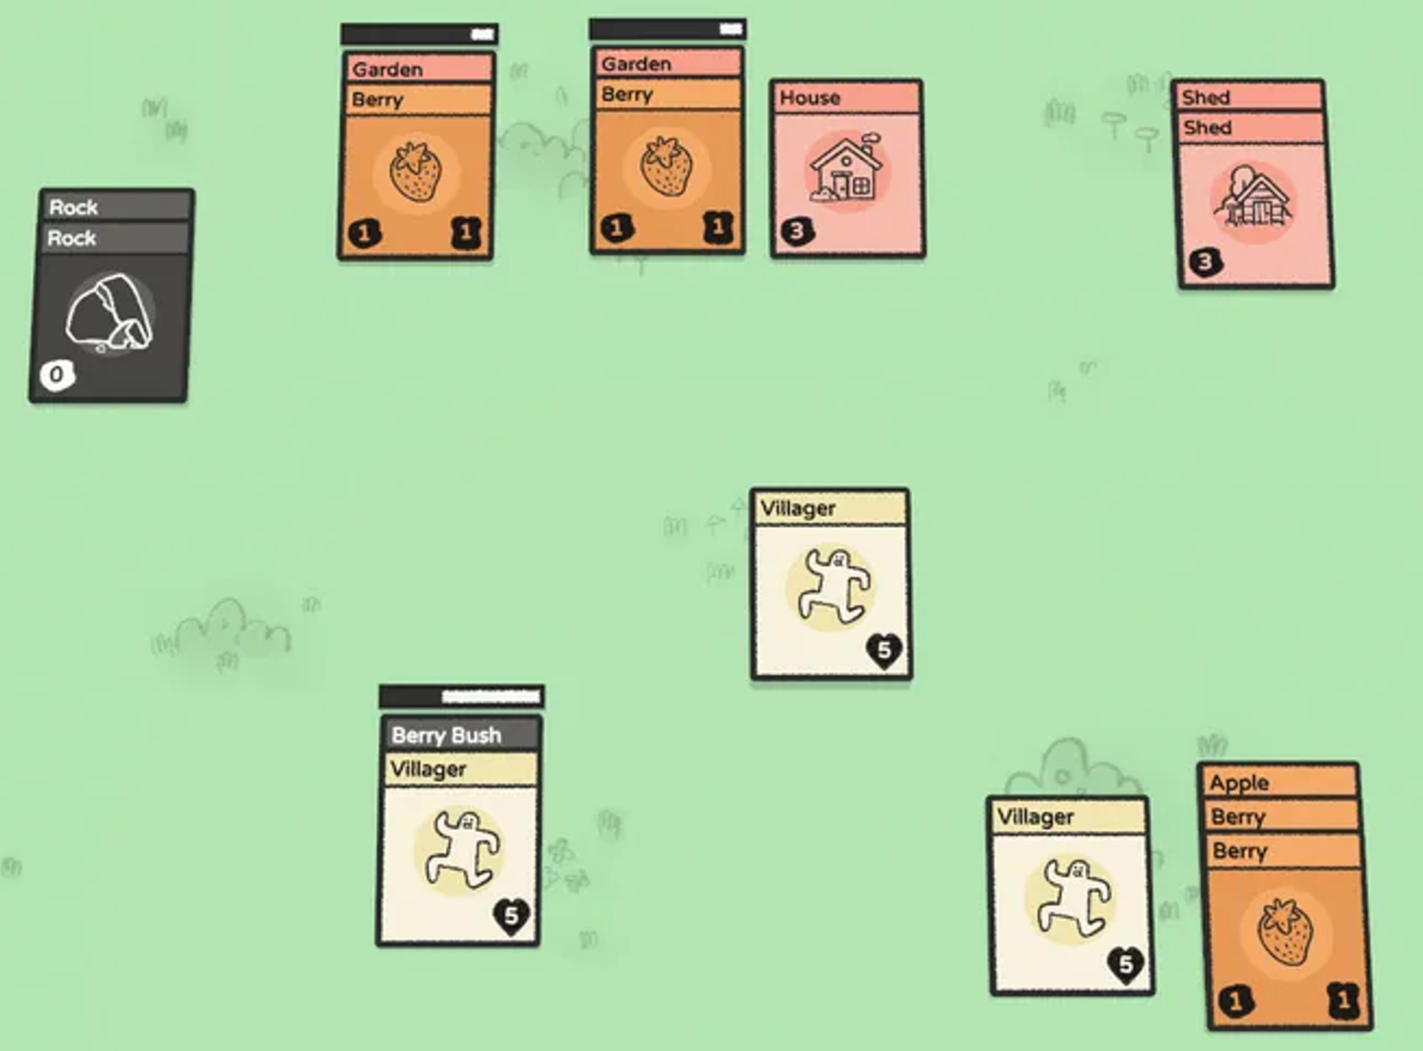 Garden
Berry
1 1
Garden
Berry
1 1
House
3
Shed
Shed
3
Rock
Rock
0
Villager
5
Berry Bush
Villager
5
Villager
5
Apple
Berry
Berry
1 1